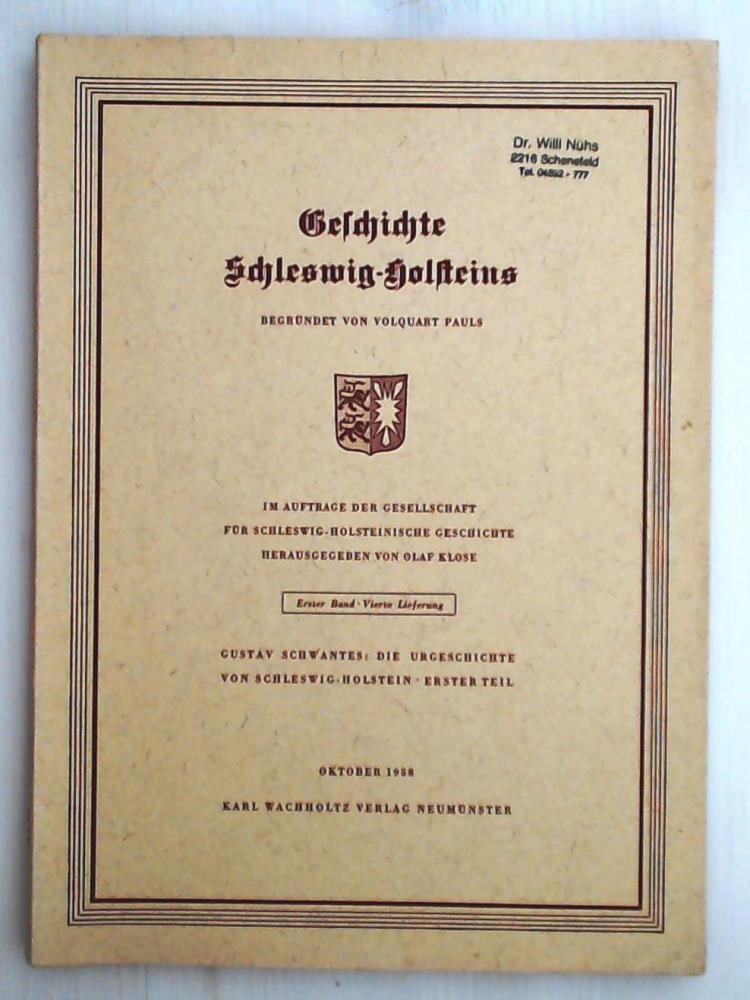 Dr. Willi Nühs
2216 Schenefeld
Tel. 04892 - 777
Geschichte
Schleswig-Holsteins
BEGRÜNDET VON VOLQUART PAULS
IM AUFTRAGE DER GESELLSCHAFT
FÜR SCHLESWIG-HOLSTEINISCHE GESCHICHTE
HERAUSGEGEBEN VON OLAF KLOSE
Erster Band · Vierte Lieferung
GUSTAV SCHWANTES: DIE URGESCHICHTE
VON SCHLESWIG-HOLSTEIN · ERSTER TEIL
OKTOBER 1958
KARL WACHHOLTZ VERLAG NEUMÜNSTER